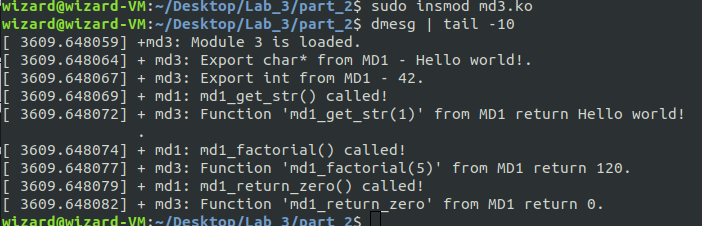 wizard@wizard-VM:~/Desktop/Lab_3/part_2$ sudo insmod md3.ko
wizard@wizard-VM:~/Desktop/Lab_3/part_2$ dmesg | tail -10
[ 3609.648059] +md3: Module 3 is loaded.
[ 3609.648064] + md3: Export char* from MD1 - Hello world!.
[ 3609.648067] + md3: Export int from MD1 - 42.
[ 3609.648069] + md1: md1_get_str() called!
[ 3609.648072] + md3: Function 'md1_get_str(1)' from MD1 return Hello world!
.
[ 3609.648074] + md1: md1_factorial() called!
[ 3609.648077] + md3: Function 'md1_factorial(5)' from MD1 return 120.
[ 3609.648079] + md1: md1_return_zero() called!
[ 3609.648082] + md3: Function 'md1_return_zero' from MD1 return 0.
wizard@wizard-VM:~/Desktop/Lab_3/part_2$